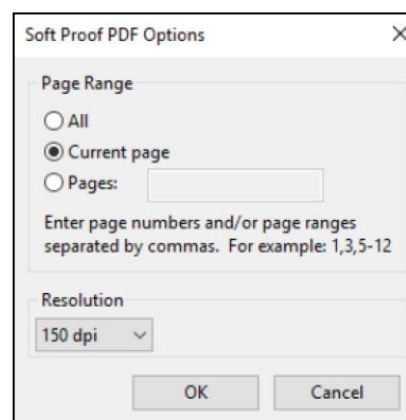 Soft Proof PDF Options
Page Range
All
Current page
Pages:
Enter page numbers and/or page ranges
separated by commas.  For example: 1,3,5-12
Resolution
150 dpi
OK
Cancel